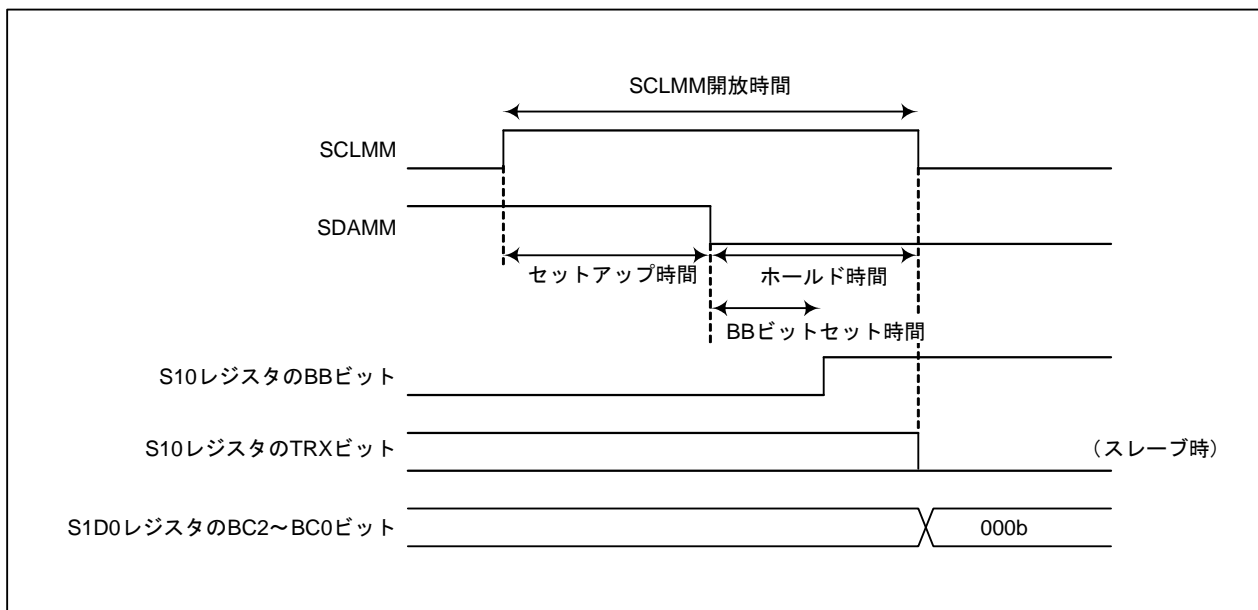 SCLMM開放時間
SCLMM
SDAMM
セットアップ時間
ホールド時間
BBビットセット時間
S10レジスタのBBビット
S10レジスタのTRXビット
（スレーブ時）
S1D0レジスタのBC2～BC0ビット
000b